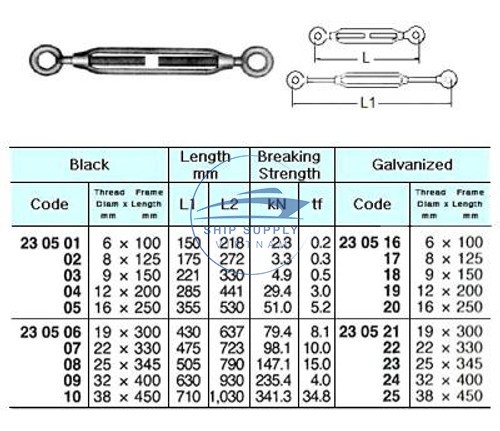 L
L1
Black Length mm Breaking Strength Galvanized
Code Thread Diam mm x Frame Length mm L1 L2 kN tf Code Thread Diam mm x Frame Length mm
SHIP SUPPLY
VIETNAM
23 05 01 6 × 100 150 218 2.3 0.2 23 05 16 6 × 100
02 8 × 125 175 272 3.3 0.3 17 8 × 125
03 9 × 150 221 330 4.9 0.5 18 9 × 150
04 12 × 200 285 441 29.4 3.0 19 12 × 200
05 16 × 250 355 530 51.0 5.2 20 16 × 250
23 05 06 19 × 300 430 637 79.4 8.1 23 05 21 19 × 300
07 22 × 330 475 723 98.1 10.0 22 22 × 330
08 25 × 345 505 790 147.1 15.0 23 25 × 345
09 32 × 400 630 930 235.4 4.0 24 32 × 400
10 38 × 450 710 1,030 341.3 34.8 25 38 × 450